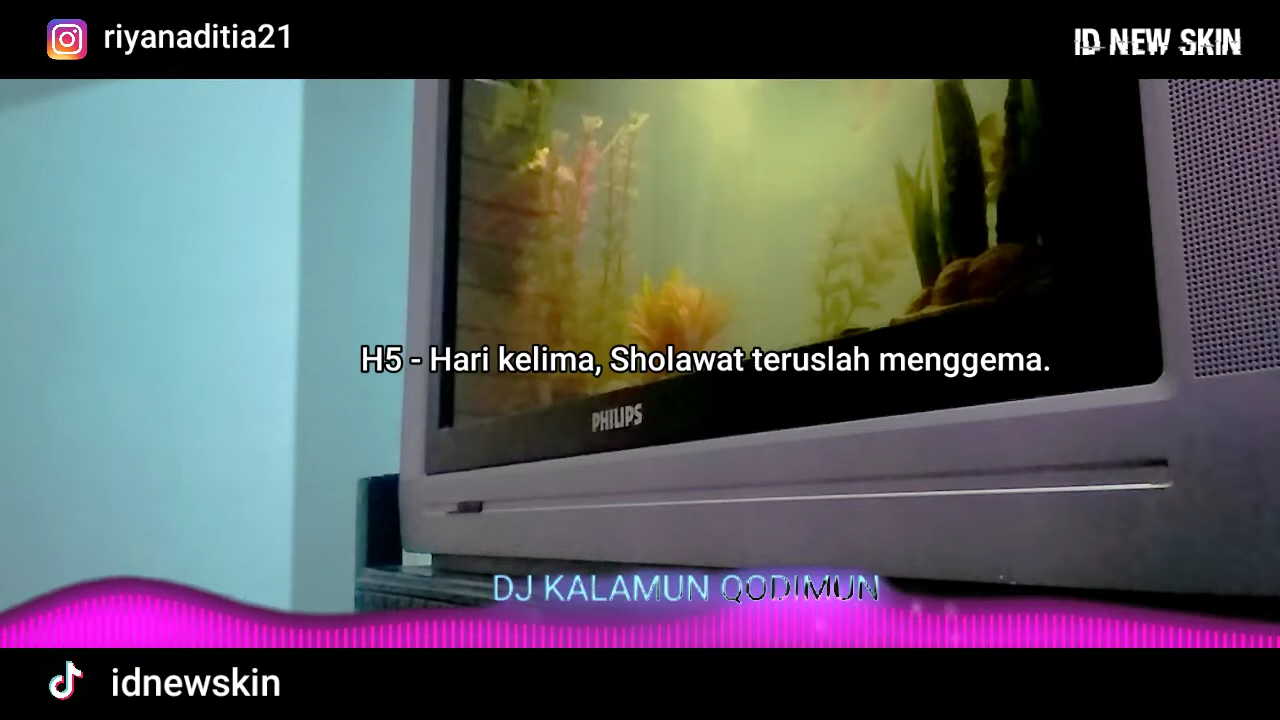 riyanaditia21
ID NEW SKIN
H5 - Hari kelima, Sholawat teruslah menggema.
PHILIPS
DJ KALAMUN QODIMUN
idnewskin